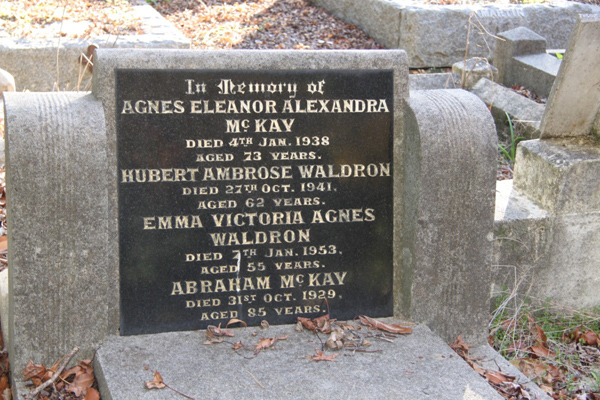 In Memory of
AGNES ELEANOR ALEXANDRA
McKAY
DIED 4TH JAN. 1938
AGED 73 YEARS.
HUBERT AMBROSE WALDRON
DIED 27TH OCT. 1941,
AGED 62 YEARS.
EMMA VICTORIA AGNES
WALDRON
DIED 7TH JAN. 1953,
AGED 55 YEARS.
ABRAHAM McKAY
DIED 31ST OCT. 1929,
AGED 85 YEARS.